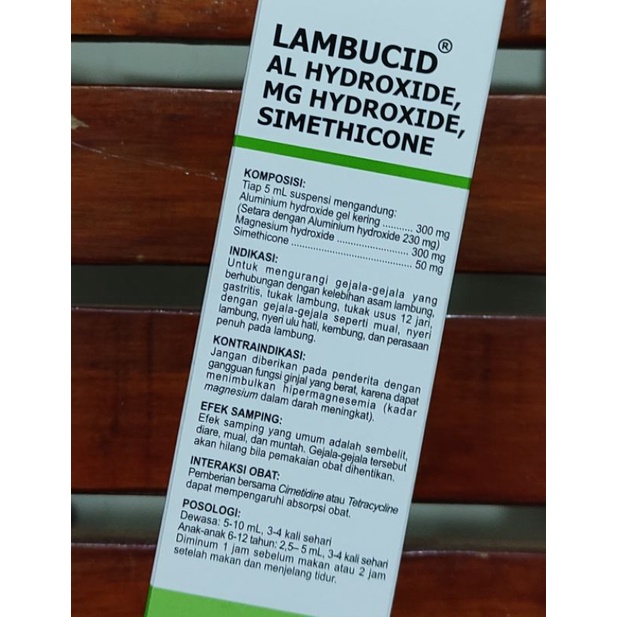 LAMBUCID®
AL HYDROXIDE,
MG HYDROXIDE,
SIMETHICONE
KOMPOSISI:
Tiap 5 mL suspensi mengandung:
Aluminium hydroxide gel kering .......... 300 mg
(Setara dengan Aluminium hydroxide 230 mg)
Magnesium hydroxide ........................ 300 mg
Simethicone ........................................ 50 mg
INDIKASI:
Untuk mengurangi gejala-gejala yang
berhubungan dengan kelebihan asam lambung,
gastritis, tukak lambung, tukak usus 12 jari,
dengan gejala-gejala seperti mual, nyeri
lambung, nyeri ulu hati, kembung, dan perasaan
penuh pada lambung.
KONTRAINDIKASI:
Jangan diberikan pada penderita dengan
gangguan fungsi ginjal yang berat, karena dapat
menimbulkan hipermagnesemia (kadar
magnesium dalam darah meningkat).
EFEK SAMPING:
Efek samping yang umum adalah sembelit,
diare, mual, dan muntah. Gejala-gejala tersebut
akan hilang bila pemakaian obat dihentikan.
INTERAKSI OBAT:
Pemberian bersama Cimetidine atau Tetracycline
dapat mempengaruhi absorpsi obat.
POSOLOGI:
Dewasa: 5-10 mL, 3-4 kali sehari
Anak-anak 6-12 tahun: 2,5– 5 mL, 3-4 kali sehari
Diminum 1 jam sebelum makan atau 2 jam
setelah makan dan menjelang tidur.